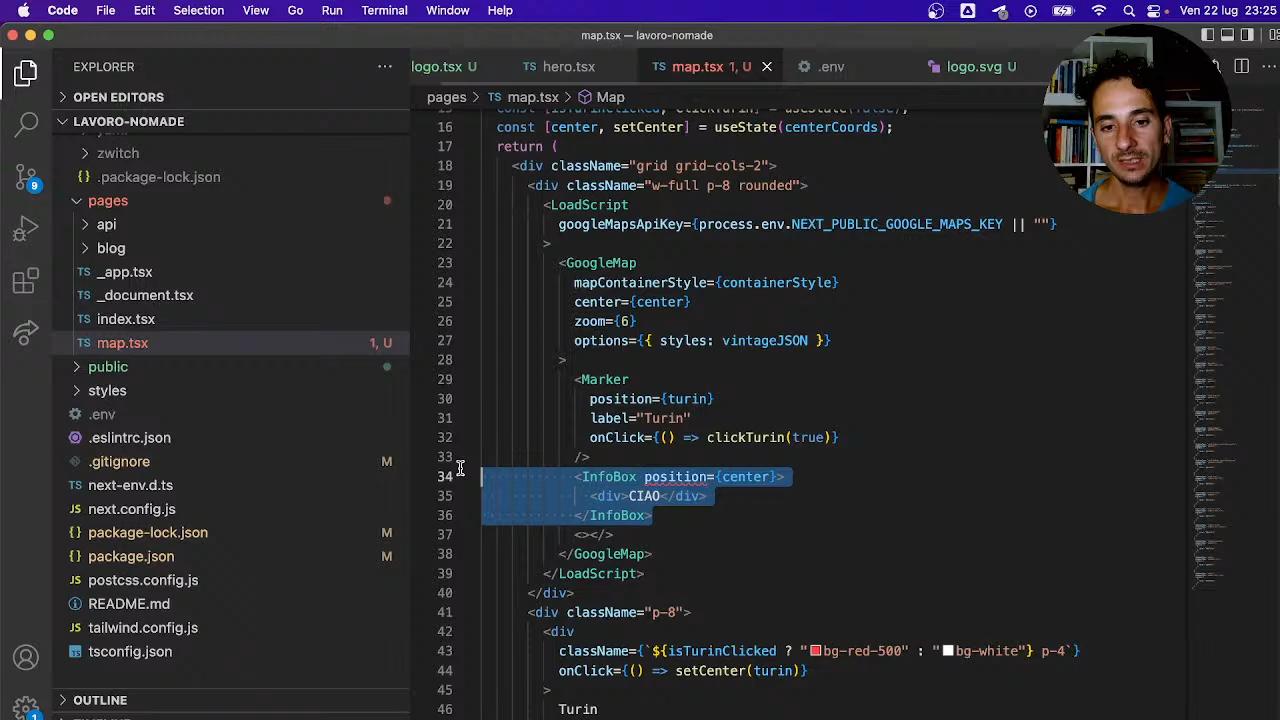 Code File Edit Selection View Go Run Terminal Window Help Ven 22 lug 23:25
map.tsx — lavoro-nomade
EXPLORER
logo.tsx U
hero.tsx
map.tsx 1, U
.env
logo.svg U
OPEN EDITORS
pages > map.tsx > Map
LAVORO-NOMADE
zwitch
.package-lock.json
pages
api
blog
_app.tsx
_document.tsx
index.tsx
map.tsx 1, U
public
styles
.env
.eslintrc.json
.gitignore M
next-env.d.ts
next.config.js
package-lock.json M
package.json M
postcss.config.js
README.md
tailwind.config.js
tsconfig.json
OUTLINE
9
1
const [isTurinClicked, clickTurin] = useState(false);
const [center, setCenter] = useState(centerCoords);
return (
<div className="grid grid-cols-2">
19 <div className="w-full p-8 rounded">
20 <LoadScript
21 googleMapsApiKey={process.env.NEXT_PUBLIC_GOOGLE_MAPS_KEY || ""}
22 >
23 <GoogleMap
24 mapContainerStyle={containerStyle}
25 center={center}
26 zoom={6}
27 options={{ styles: vintageJSON }}
28 >
29 <Marker
30 position={turin}
31 label="Turin"
32 onclick={() => clickTurin(true)}
33 />
34 <InfoBox position={center}>
35 <div>CIAO</div>
36 </InfoBox>
37
38 </GoogleMap>
39 </LoadScript>
40 </div>
41 <div className="p-8">
42 <div
43 className={`${isTurinClicked ? "bg-red-500" : "bg-white"} p-4`}
44 onClick={() => setCenter(turin)}
45 >
46 Turin